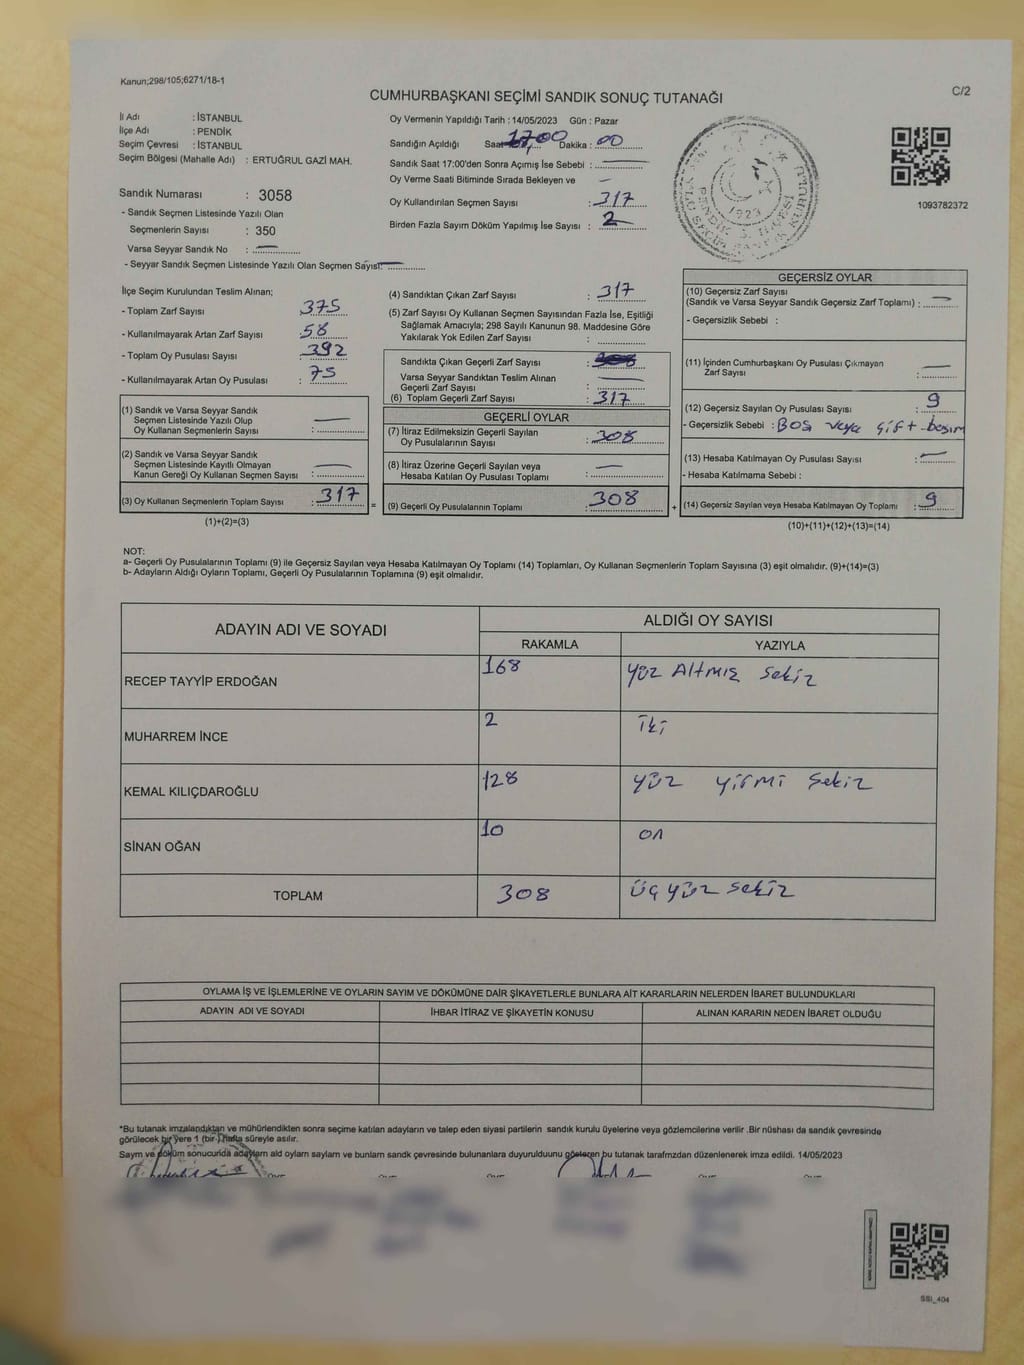 Kanun;298/105;6271/18-1
C/2
CUMHURBAŞKANI SEÇİMİ SANDIK SONUÇ TUTANAĞI
İl Adı : İSTANBUL
İlçe Adı : PENDİK
Seçim Çevresi : İSTANBUL
Seçim Bölgesi (Mahalle Adı) : ERTUĞRUL GAZİ MAH.
Sandık Numarası : 3058
- Sandık Seçmen Listesinde Yazılı Olan
Seçmenlerin Sayısı : 350
Varsa Seyyar Sandık No :
- Seyyar Sandık Seçmen Listesinde Yazılı Olan Seçmen Sayısı:
Oy Vermenin Yapıldığı Tarih : 14/05/2023 Gün : Pazar
Sandığın Açıldığı Saat 17.00 Dakika : 00
Sandık Saat 17:00'den Sonra Açımış İse Sebebi :
Oy Verme Saati Bitiminde Sırada Bekleyen ve
Oy Kullandırılan Seçmen Sayısı : 317
Birden Fazla Sayım Döküm Yapılmış İse Sayısı : 2
1923
1093782372
İlçe Seçim Kurulundan Teslim Alınan;
- Toplam Zarf Sayısı : 375
- Kullanılmayarak Artan Zarf Sayısı : 58
- Toplam Oy Pusulası Sayısı : 392
- Kullanılmayarak Artan Oy Pusulası : 75
(1) Sandık ve Varsa Seyyar Sandık
Seçmen Listesinde Yazılı Olup
Oy Kullanan Seçmenlerin Sayısı :
(2) Sandık ve Varsa Seyyar Sandık
Seçmen Listesinde Kayıtlı Olmayan
Kanun Gereği Oy Kullanan Seçmen Sayısı :
(3) Oy Kullanan Seçmenlerin Toplam Sayısı : 317
(1)+(2)=(3)
=
(4) Sandıktan Çıkan Zarf Sayısı : 317
(5) Zarf Sayısı Oy Kullanan Seçmen Sayısından Fazla İse, Eşitliği
Sağlamak Amacıyla; 298 Sayılı Kanunun 98. Maddesine Göre
Yakılarak Yok Edilen Zarf Sayısı :
Sandıkta Çıkan Geçerli Zarf Sayısı :
Varsa Seyyar Sandıktan Teslim Alınan
Geçerli Zarf Sayısı :
(6) Toplam Geçerli Zarf Sayısı : 317
GEÇERLİ OYLAR
(7) İtiraz Edilmeksizin Geçerli Sayılan
Oy Pusulalarının Sayısı : 308
(8) İtiraz Üzerine Geçerli Sayılan veya
Hesaba Katılan Oy Pusulası Toplamı :
(9) Geçerli Oy Pusulalarının Toplamı : 308
+
GEÇERSİZ OYLAR
(10) Geçersiz Zarf Sayısı
(Sandık ve Varsa Seyyar Sandık Geçersiz Zarf Toplamı) :
- Geçersizlik Sebebi :
(11) İçinden Cumhurbaşkanı Oy Pusulası Çıkmayan
Zarf Sayısı :
(12) Geçersiz Sayılan Oy Pusulası Sayısı : 9
- Geçersizlik Sebebi : Boş veya çift basım
(13) Hesaba Katılmayan Oy Pusulası Sayısı :
- Hesaba Katılmama Sebebi :
(14) Geçersiz Sayılan veya Hesaba Katılmayan Oy Toplamı : 9
(10)+(11)+(12)+(13)=(14)
NOT:
a- Geçerli Oy Pusulalarının Toplamı (9) ile Geçersiz Sayılan veya Hesaba Katılmayan Oy Toplamı (14) Toplamları, Oy Kullanan Seçmenlerin Toplam Sayısına (3) eşit olmalıdır. (9)+(14)=(3)
b- Adayların Aldığı Oyların Toplamı, Geçerli Oy Pusulalarının Toplamına (9) eşit olmalıdır.
ADAYIN ADI VE SOYADI
ALDIĞI OY SAYISI
RAKAMLA YAZIYLA
RECEP TAYYİP ERDOĞAN 168 Yüz Altmış Sekiz
MUHARREM İNCE 2 İki
KEMAL KILIÇDAROĞLU 128 Yüz Yirmi Sekiz
SİNAN OĞAN 10 on
TOPLAM 308 Üç yüz sekiz
OYLAMA İŞ VE İŞLEMLERİNE VE OYLARIN SAYIM VE DÖKÜMÜNE DAİR ŞİKAYETLERLE BUNLARA AİT KARARLARIN NELERDEN İBARET BULUNDUKLARI
ADAYIN ADI VE SOYADI İHBAR İTİRAZ VE ŞİKAYETİN KONUSU ALINAN KARARIN NEDEN İBARET OLDUĞU
*Bu tutanak imzalandıktan ve mühürlendikten sonra seçime katılan adayların ve talep eden siyasi partilerin sandık kurulu üyelerine veya gözlemcilerine verilir .Bir nüshası da sandık çevresinde
görülecek bir yere 1 (bir ) hafta süreyle asılır.
Sayım ve döküm sonucunda adayların aldı oyların sayılarm ve bunlarm sandk çevresinde bulunanlara duyurulduunu gösteren bu tutanak tarafmzdan düzenlenerek imza edildi. 14/05/2023
SSI_404